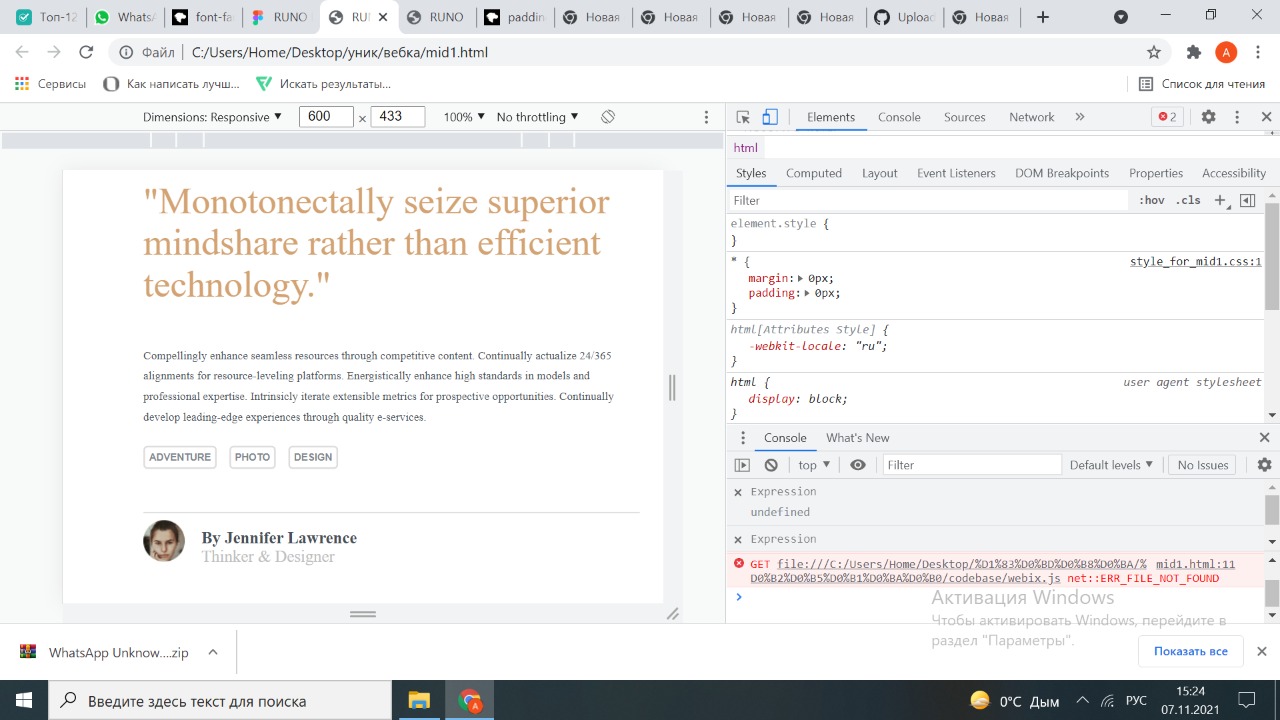 Топ-12
WhatsA
font-fa
RUNO
RUN
RUNO
paddin
Новая
Новая
Новая
Новая
Uploac
Новая
Файл | C:/Users/Home/Desktop/уник/вебка/mid1.html
A
Сервисы
Как написать лучш...
Искать результаты...
Список для чтения
Dimensions: Responsive ▼ 600 × 433 100% ▼ No throttling ▼
Elements Console Sources Network » 2
html
Styles Computed Layout Event Listeners DOM Breakpoints Properties Accessibility
Filter :hov .cls +
element.style {
}
* { style_for_mid1.css:1
margin: 0px;
padding: 0px;
}
html[Attributes Style] {
-webkit-locale: "ru";
}
html { user agent stylesheet
display: block;
}
"Monotonectally seize superior
mindshare rather than efficient
technology."
Compellingly enhance seamless resources through competitive content. Continually actualize 24/365
alignments for resource-leveling platforms. Energistically enhance high standards in models and
professional expertise. Intrinsicly iterate extensible metrics for prospective opportunities. Continually
develop leading-edge experiences through quality e-services.
ADVENTURE PHOTO DESIGN
By Jennifer Lawrence
Thinker & Designer
Console What's New
top ▼ Filter Default levels ▼ No Issues
Expression
undefined
Expression
GET file:///C:/Users/Home/Desktop/%D1%83%D0%BD%D0%B8%D0%BA/% mid1.html:11
D0%B2%D0%B5%D0%B1%D0%BA%D0%B0/codebase/webix.js net::ERR_FILE_NOT_FOUND
Активация Windows
Чтобы активировать Windows, перейдите в
раздел "Параметры".
WhatsApp Unknow....zip
Показать все
Введите здесь текст для поиска
A
0°C Дым
РУС
15:24
07.11.2021